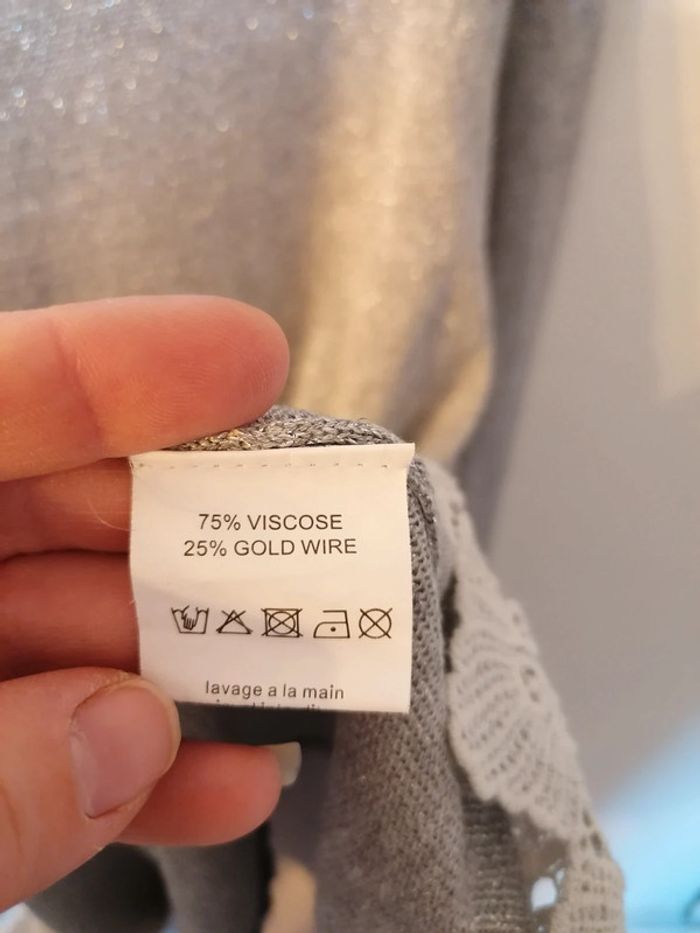 75% VISCOSE
25% GOLD WIRE
lavage a la main